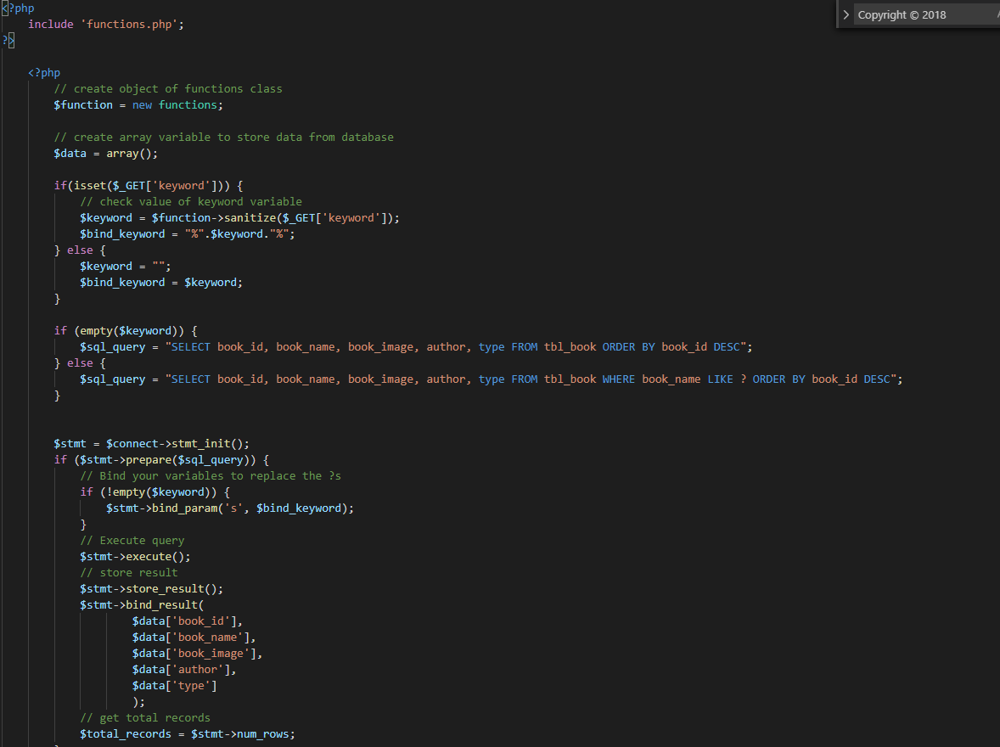 <?php
Copyright © 2018
include 'functions.php';
?>
<?php
// create object of functions class
$function = new functions;
// create array variable to store data from database
$data = array();
if(isset($_GET['keyword'])) {
// check value of keyword variable
$keyword = $function->sanitize($_GET['keyword']);
$bind_keyword = "%".$keyword."%";
} else {
$keyword = "";
$bind_keyword = $keyword;
}
if (empty($keyword)) {
$sql_query = "SELECT book_id, book_name, book_image, author, type FROM tbl_book ORDER BY book_id DESC";
} else {
$sql_query = "SELECT book_id, book_name, book_image, author, type FROM tbl_book WHERE book_name LIKE ? ORDER BY book_id DESC";
}
$stmt = $connect->stmt_init();
if ($stmt->prepare($sql_query)) {
// Bind your variables to replace the ?s
if (!empty($keyword)) {
$stmt->bind_param('s', $bind_keyword);
}
// Execute query
$stmt->execute();
// store result
$stmt->store_result();
$stmt->bind_result(
$data['book_id'],
$data['book_name'],
$data['book_image'],
$data['author'],
$data['type']
);
// get total records
$total_records = $stmt->num_rows;